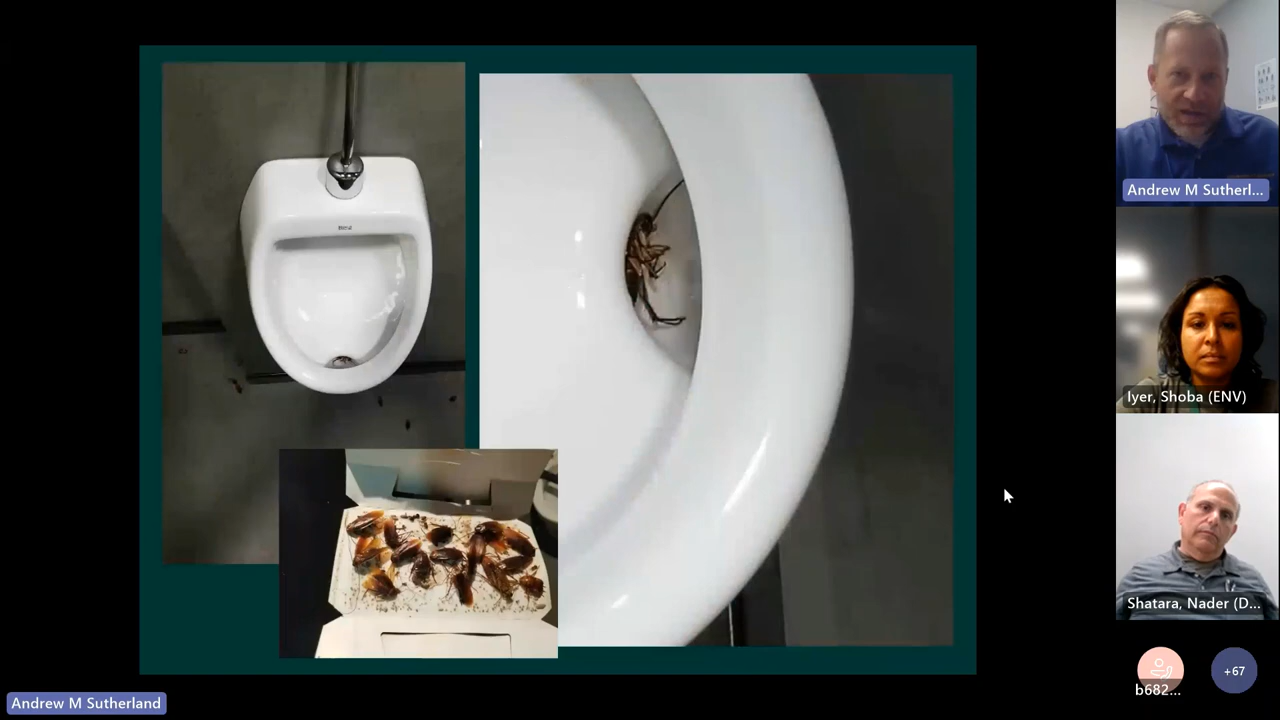 Andrew M Sutherl...
Iyer, Shoba (ENV)
Shatara, Nader (D...
b682...
+67
Andrew M Sutherland